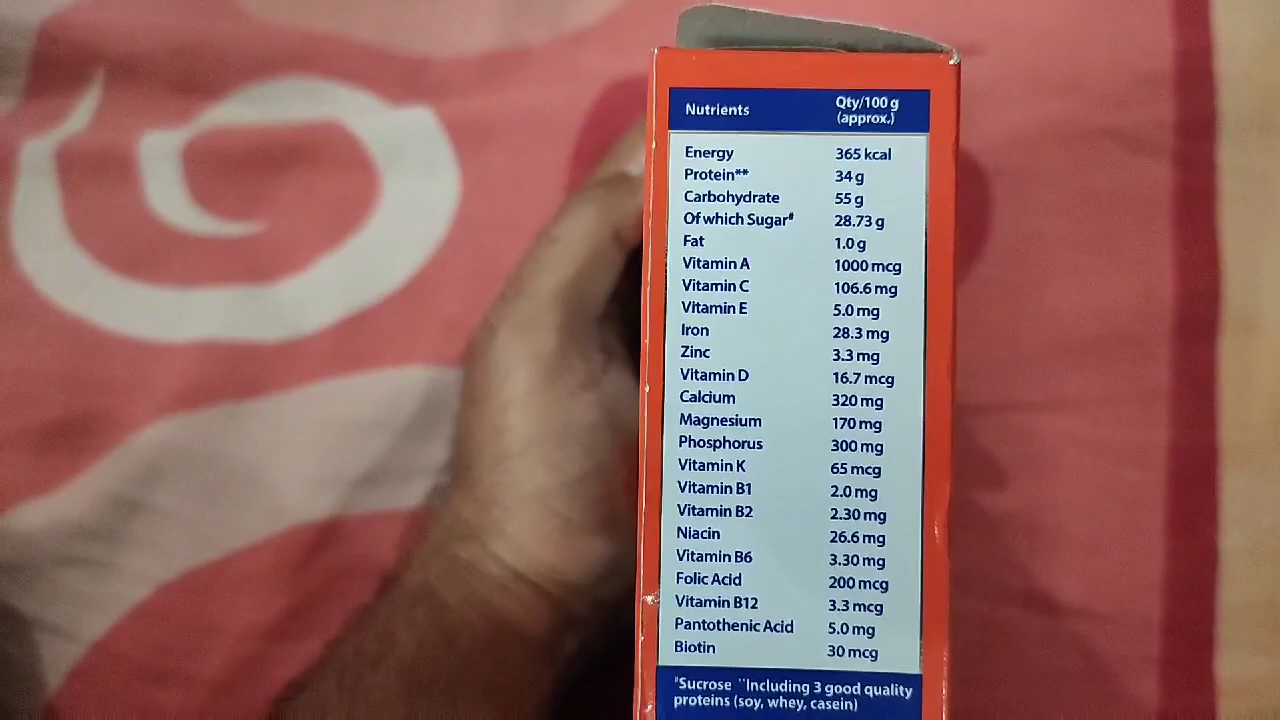 Nutrients Qty/100 g (approx.)
Energy 365 kcal
Protein** 34 g
Carbohydrate 55 g
Of which Sugar# 28.73 g
Fat 1.0 g
Vitamin A 1000 mcg
Vitamin C 106.6 mg
Vitamin E 5.0 mg
Iron 28.3 mg
Zinc 3.3 mg
Vitamin D 16.7 mcg
Calcium 320 mg
Magnesium 170 mg
Phosphorus 300 mg
Vitamin K 65 mcg
Vitamin B1 2.0 mg
Vitamin B2 2.30 mg
Niacin 26.6 mg
Vitamin B6 3.30 mg
Folic Acid 200 mcg
Vitamin B12 3.3 mcg
Pantothenic Acid 5.0 mg
Biotin 30 mcg
#Sucrose **Including 3 good quality
proteins (soy, whey, casein)